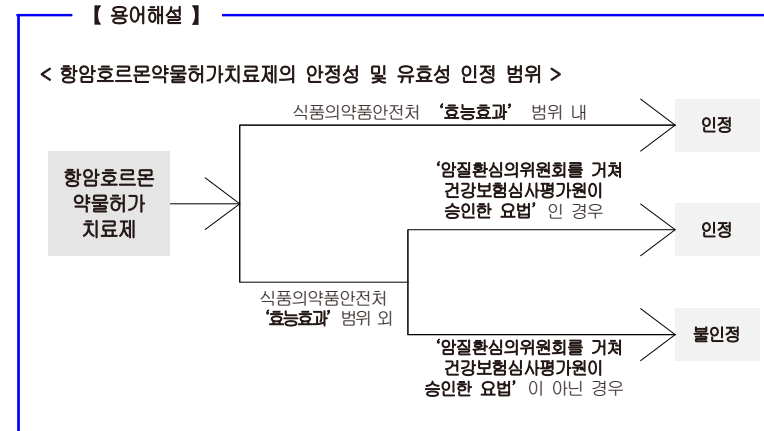 【 용어해설 】
< 항암호르몬약물허가치료제의 안정성 및 유효성 인정 범위 >
식품의약품안전처 ‘효능효과’ 범위 내
인정
항암호르몬
약물허가
치료제
‘암질환심의위원회를 거쳐
건강보험심사평가원이
승인한 요법’ 인 경우
인정
식품의약품안전처
‘효능효과’ 범위 외
불인정
‘암질환심의위원회를 거쳐
건강보험심사평가원이
승인한 요법’ 이 아닌 경우